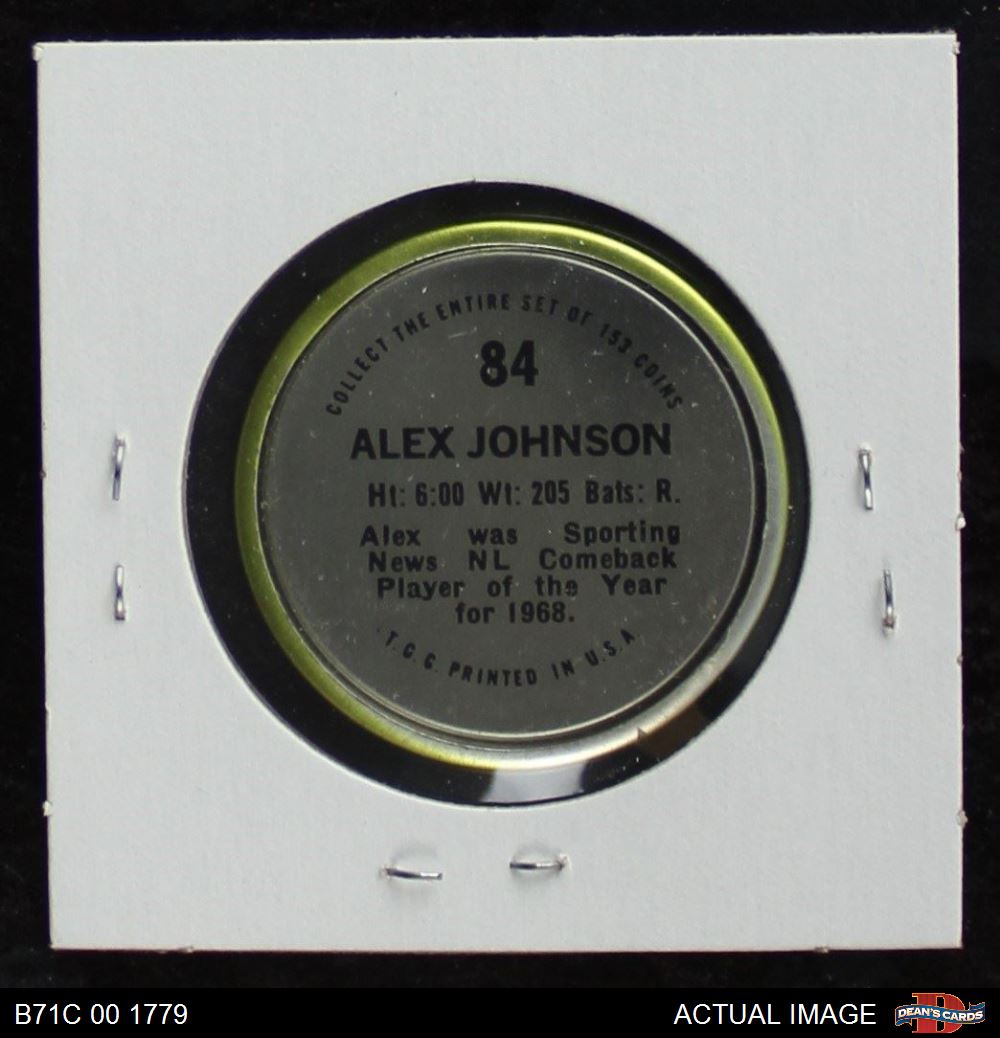 COLLECT THE ENTIRE SET OF 153 COINS
84
ALEX JOHNSON
Ht: 6:00 Wt: 205 Bats: R.
Alex was Sporting
News NL Comeback
Player of the Year
for 1968.
T.C.G. PRINTED IN U.S.A
B71C 00 1779
ACTUAL IMAGE
DEAN'S CARDS